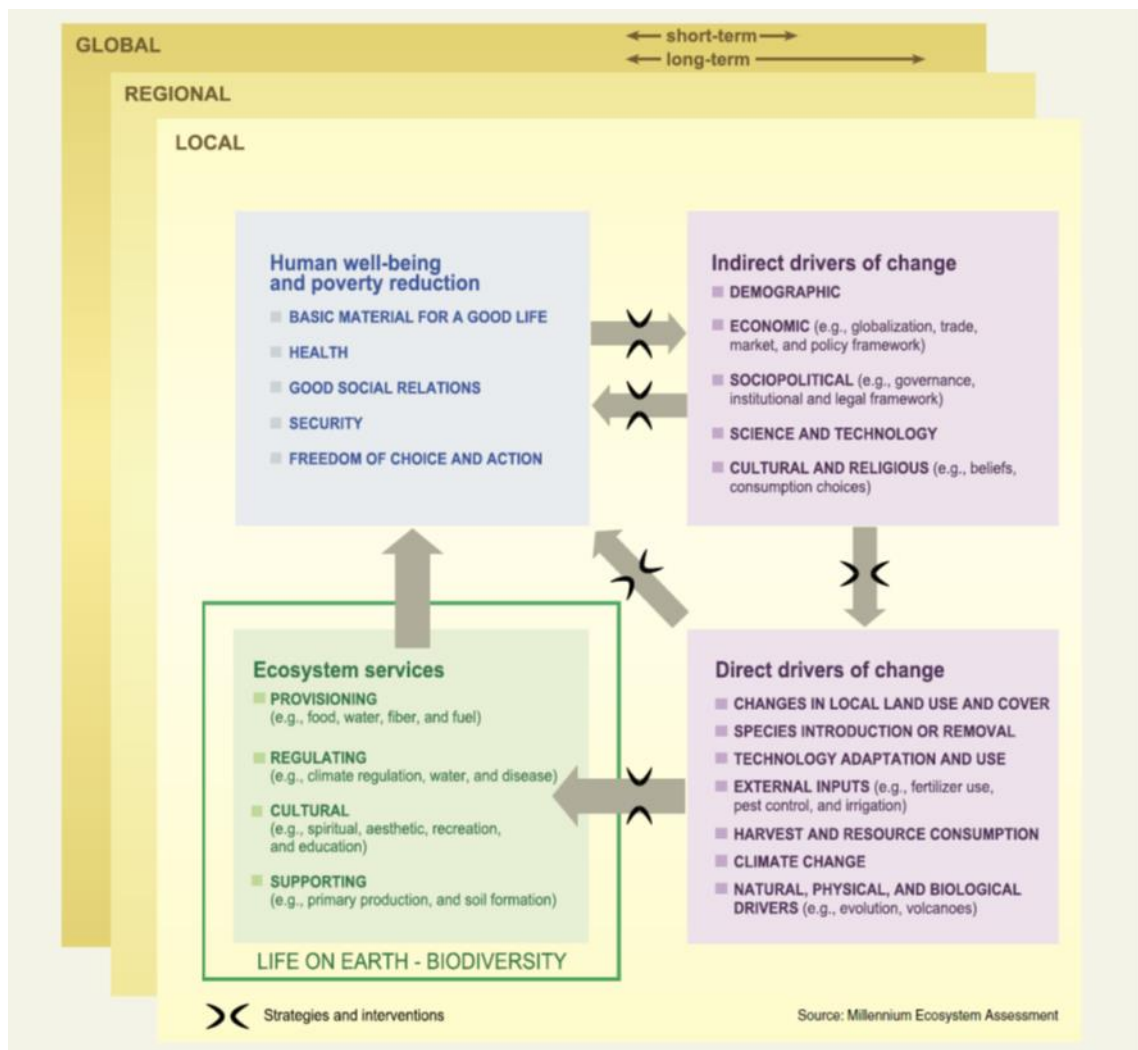 GLOBAL
short-term
long-term
REGIONAL
LOCAL
Human well-being
and poverty reduction
BASIC MATERIAL FOR A GOOD LIFE
HEALTH
GOOD SOCIAL RELATIONS
SECURITY
FREEDOM OF CHOICE AND ACTION
Indirect drivers of change
DEMOGRAPHIC
ECONOMIC (e.g., globalization, trade,
market, and policy framework)
SOCIOPOLITICAL (e.g., governance,
institutional and legal framework)
SCIENCE AND TECHNOLOGY
CULTURAL AND RELIGIOUS (e.g., beliefs,
consumption choices)
Ecosystem services
PROVISIONING
(e.g., food, water, fiber, and fuel)
REGULATING
(e.g., climate regulation, water, and disease)
CULTURAL
(e.g., spiritual, aesthetic, recreation,
and education)
SUPPORTING
(e.g., primary production, and soil formation)
LIFE ON EARTH - BIODIVERSITY
Direct drivers of change
CHANGES IN LOCAL LAND USE AND COVER
SPECIES INTRODUCTION OR REMOVAL
TECHNOLOGY ADAPTATION AND USE
EXTERNAL INPUTS (e.g., fertilizer use,
pest control, and irrigation)
HARVEST AND RESOURCE CONSUMPTION
CLIMATE CHANGE
NATURAL, PHYSICAL, AND BIOLOGICAL
DRIVERS (e.g., evolution, volcanoes)
Strategies and interventions
Source: Millennium Ecosystem Assessment